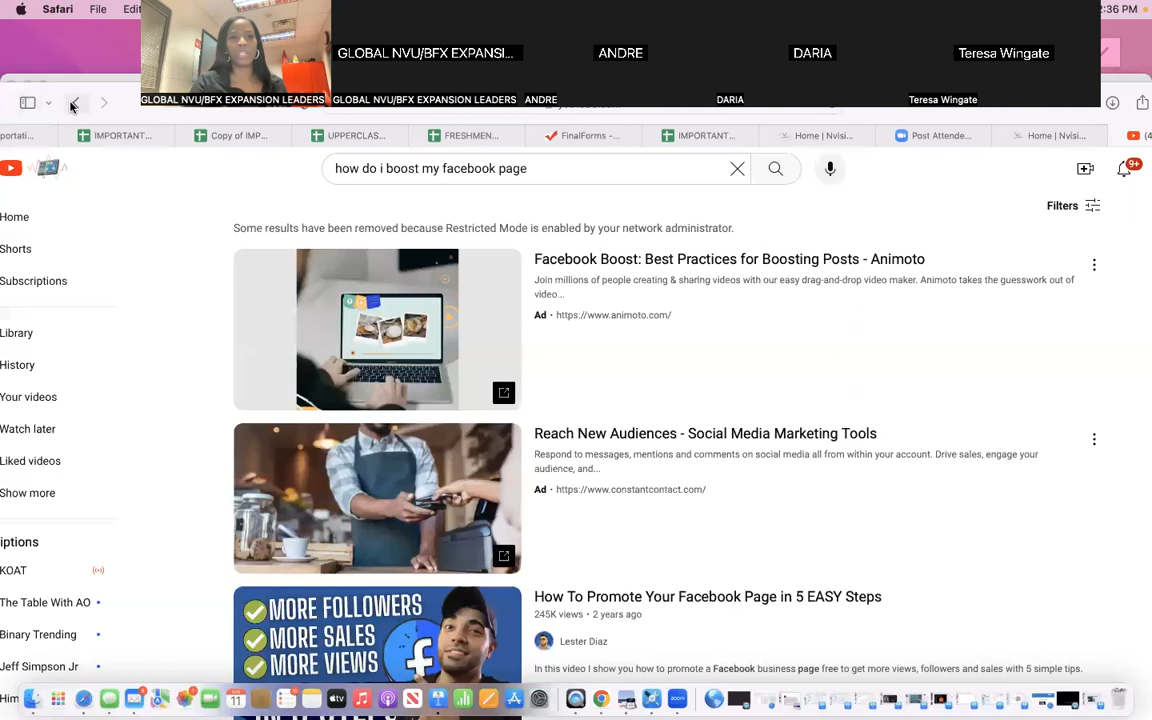 Safari File Edit
2:36 PM
GLOBAL NVU/BFX EXPANSI... ANDRE DARIA Teresa Wingate
GLOBAL NVU/BFX EXPANSION LEADERS GLOBAL NVU/BFX EXPANSION LEADERS ANDRE DARIA Teresa Wingate
IMPORTANT... Copy of IMP... UPPERCLAS... FRESHMEN... FinalForms -... IMPORTANT... Home | Nvisi... Post Attende... Home | Nvisi... (4
how do i boost my facebook page
9+
Filters
Home
Some results have been removed because Restricted Mode is enabled by your network administrator.
Shorts
Subscriptions
Library
History
Your videos
Watch later
Liked videos
Show more
iptions
KOAT
The Table With AO
Binary Trending
Jeff Simpson Jr
Him
Facebook Boost: Best Practices for Boosting Posts - Animoto
Join millions of people creating & sharing videos with our easy drag-and-drop video maker. Animoto takes the guesswork out of
video...
Ad · https://www.animoto.com/
Reach New Audiences - Social Media Marketing Tools
Respond to messages, mentions and comments on social media all from within your account. Drive sales, engage your
audience, and...
Ad · https://www.constantcontact.com/
MORE FOLLOWERS
MORE SALES
MORE VIEWS
How To Promote Your Facebook Page in 5 EASY Steps
245K views • 2 years ago
Lester Diaz
In this video I show you how to promote a Facebook business page free to get more views, followers and sales with 5 simple tips.